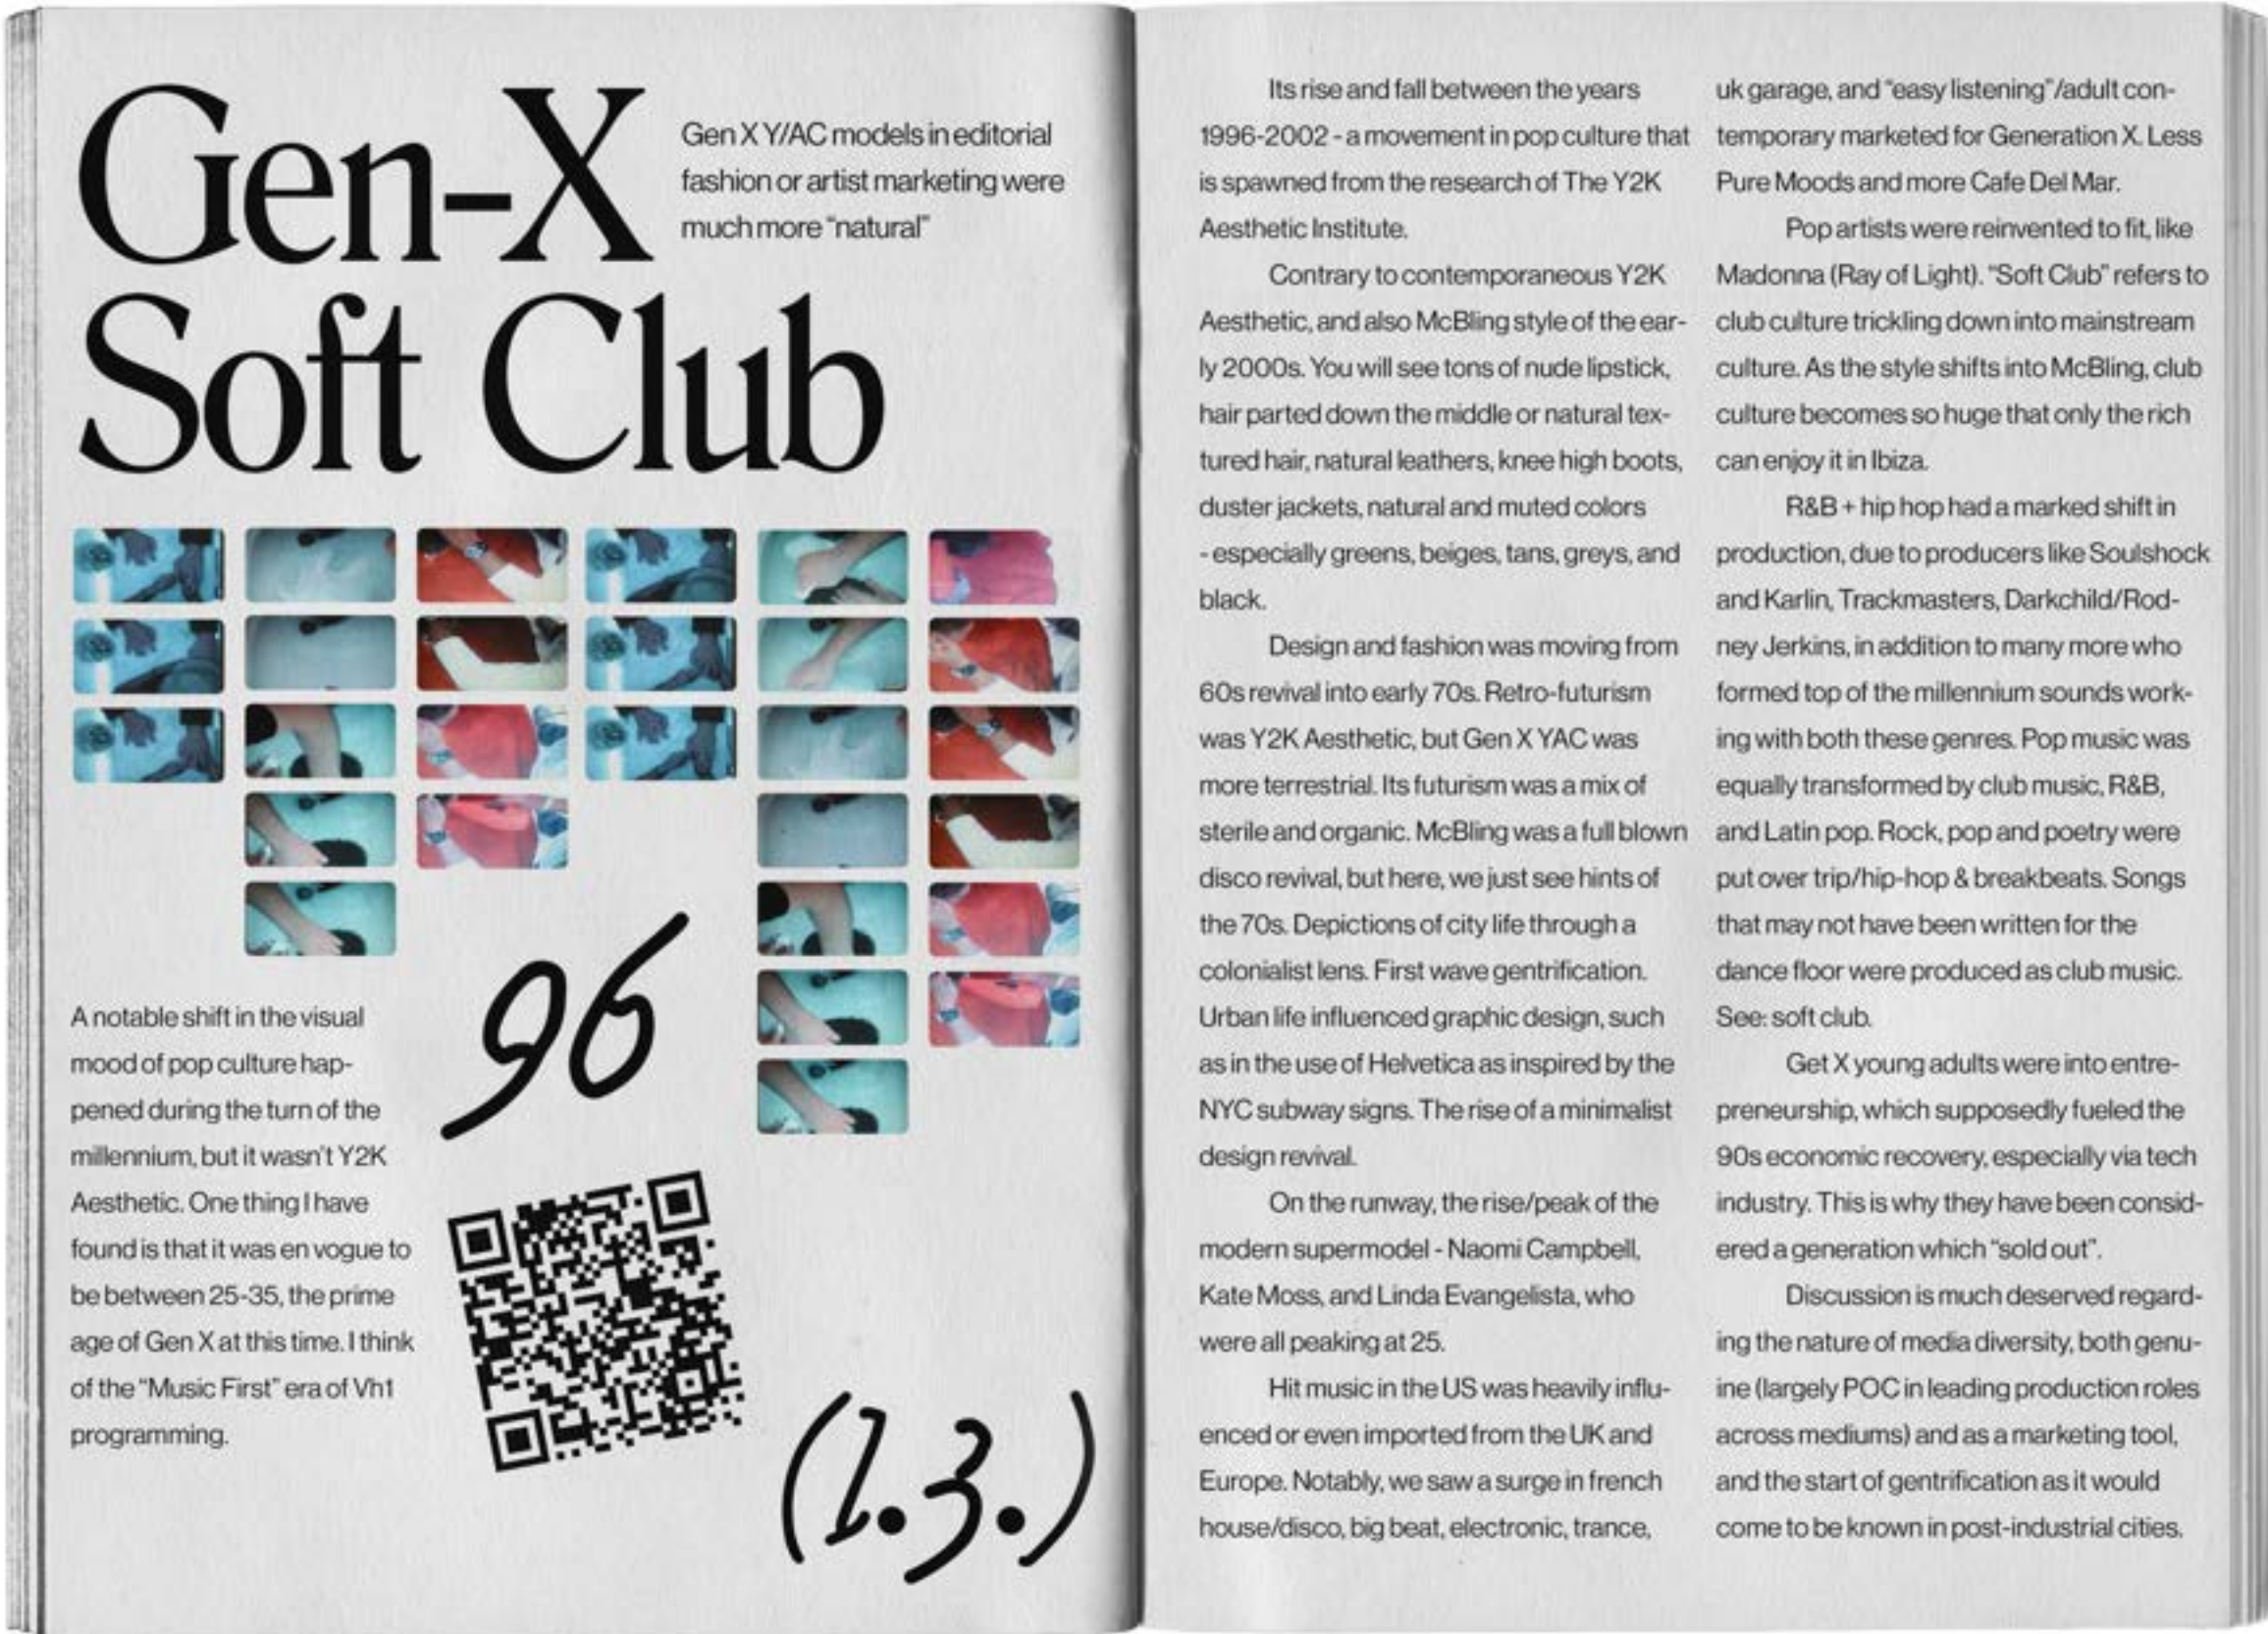 Gen-X
Soft Club
Gen X Y/AC models in editorial
fashion or artist marketing were
much more “natural”
A notable shift in the visual
mood of pop culture hap-
pened during the turn of the
millennium, but it wasn’t Y2K
Aesthetic. One thing I have
found is that it was en vogue to
be between 25-35, the prime
age of Gen X at this time. I think
of the “Music First” era of Vh1
programming.
96
(1.3.)
Its rise and fall between the years
1996-2002 - a movement in pop culture that
is spawned from the research of The Y2K
Aesthetic Institute.
Contrary to contemporaneous Y2K
Aesthetic, and also McBling style of the ear-
ly 2000s. You will see tons of nude lipstick,
hair parted down the middle or natural tex-
tured hair, natural leathers, knee high boots,
duster jackets, natural and muted colors
- especially greens, beiges, tans, greys, and
black.
Design and fashion was moving from
60s revival into early 70s. Retro-futurism
was Y2K Aesthetic, but Gen X YAC was
more terrestrial. Its futurism was a mix of
sterile and organic. McBling was a full blown
disco revival, but here, we just see hints of
the 70s. Depictions of city life through a
colonialist lens. First wave gentrification.
Urban life influenced graphic design, such
as in the use of Helvetica as inspired by the
NYC subway signs. The rise of a minimalist
design revival.
On the runway, the rise/peak of the
modern supermodel - Naomi Campbell,
Kate Moss, and Linda Evangelista, who
were all peaking at 25.
Hit music in the US was heavily influ-
enced or even imported from the UK and
Europe. Notably, we saw a surge in french
house/disco, big beat, electronic, trance,
uk garage, and “easy listening”/adult con-
temporary marketed for Generation X. Less
Pure Moods and more Cafe Del Mar.
Pop artists were reinvented to fit, like
Madonna (Ray of Light). “Soft Club” refers to
club culture trickling down into mainstream
culture. As the style shifts into McBling, club
culture becomes so huge that only the rich
can enjoy it in Ibiza.
R&B + hip hop had a marked shift in
production, due to producers like Soulshock
and Karlin, Trackmasters, Darkchild/Rod-
ney Jerkins, in addition to many more who
formed top of the millennium sounds work-
ing with both these genres. Pop music was
equally transformed by club music, R&B,
and Latin pop. Rock, pop and poetry were
put over trip/hip-hop & breakbeats. Songs
that may not have been written for the
dance floor were produced as club music.
See: soft club.
Get X young adults were into entre-
preneurship, which supposedly fueled the
90s economic recovery, especially via tech
industry. This is why they have been consid-
ered a generation which “sold out”.
Discussion is much deserved regard-
ing the nature of media diversity, both genu-
ine (largely POC in leading production roles
across mediums) and as a marketing tool,
and the start of gentrification as it would
come to be known in post-industrial cities.